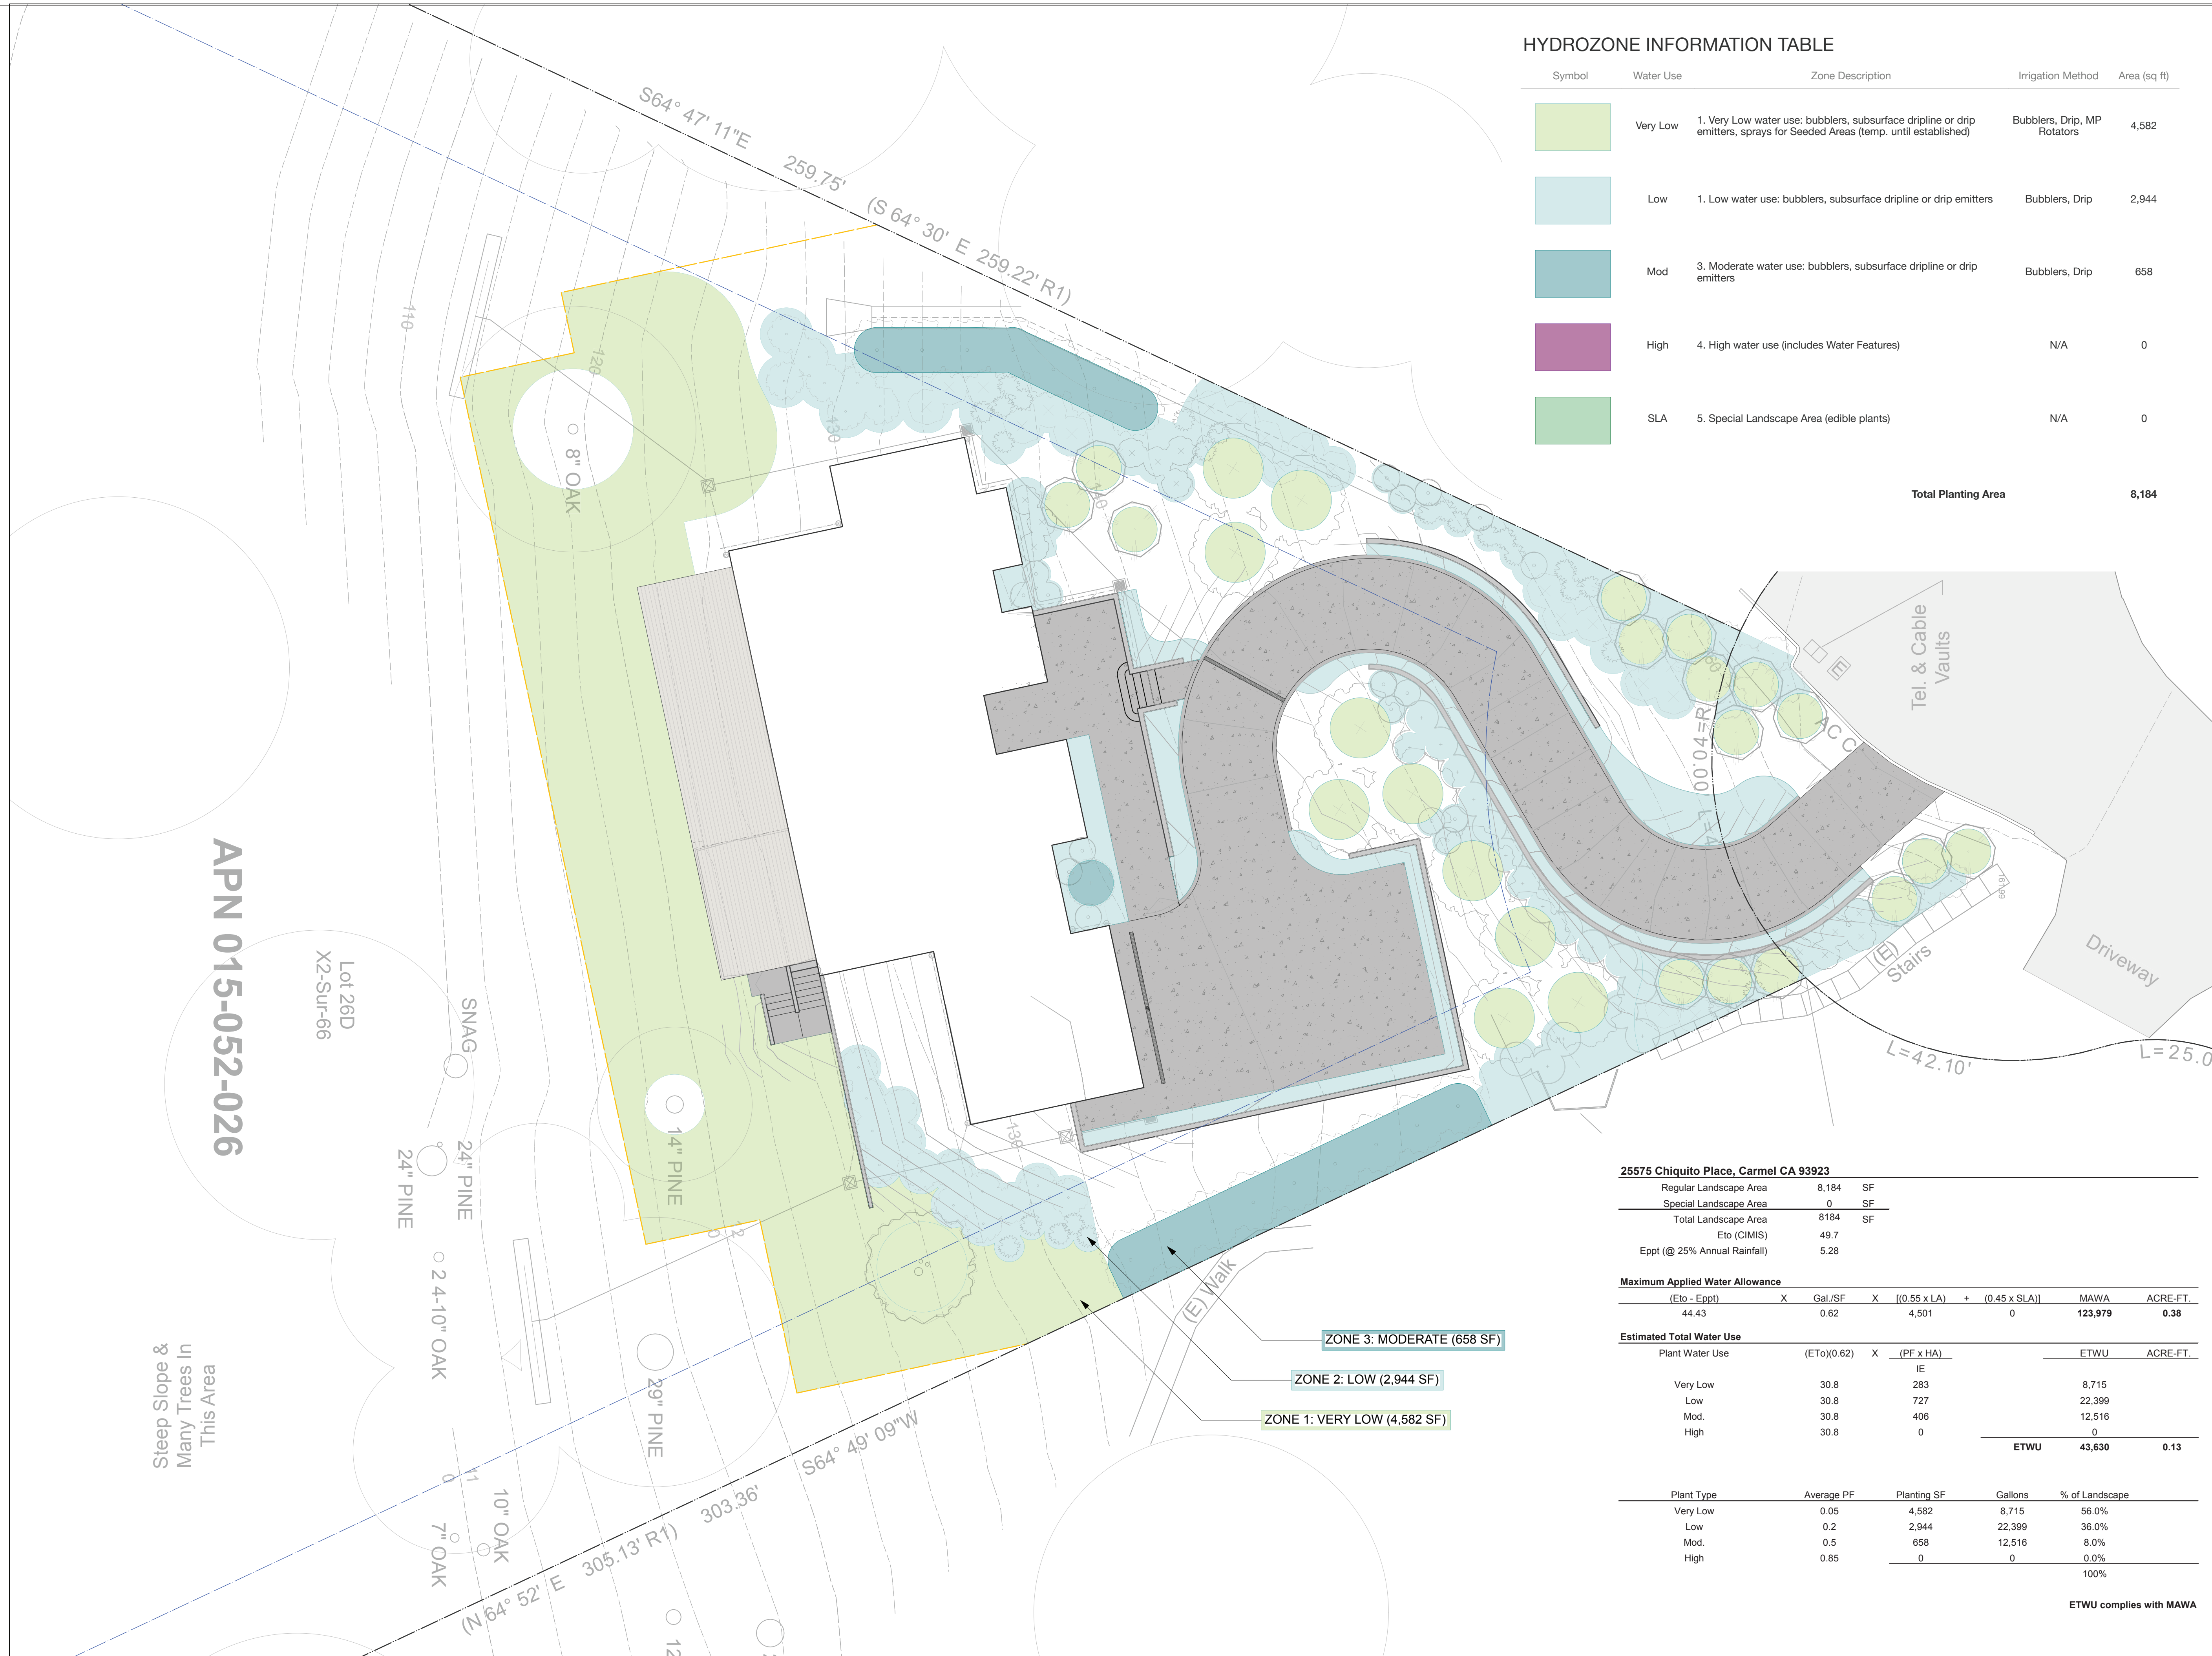 HYDROZONE INFORMATION TABLE
Symbol Water Use Zone Description Irrigation Method Area (sq ft)
Very Low 1. Very Low water use: bubblers, subsurface dripline or drip emitters, sprays for Seeded Areas (temp. until established) Bubblers, Drip, MP Rotators 4,582
Low 1. Low water use: bubblers, subsurface dripline or drip emitters Bubblers, Drip 2,944
Mod 3. Moderate water use: bubblers, subsurface dripline or drip emitters Bubblers, Drip 658
High 4. High water use (includes Water Features) N/A 0
SLA 5. Special Landscape Area (edible plants) N/A 0
Total Planting Area 8,184
S64° 47' 11"E 259.75'
(S 64° 30' E 259.22' R1)
110
120
130
140
160
8" OAK
Tel. & Cable
Vaults
(E)
AC C
R=40.00
L=4
161.99
(E)
Stairs
Driveway
L=42.10'
L=25.0
APN 015-052-026
Lot 26D
X2-Sur-66
SNAG
24" PINE
24" PINE
14" PINE
130
2 4-10" OAK
29" PINE
Steep Slope &
Many Trees In
This Area
10" OAK
7" OAK
12
(E) Walk
S64° 49' 09"W
303.36'
(N 64° 52' E 305.13' R1)
ZONE 3: MODERATE (658 SF)
ZONE 2: LOW (2,944 SF)
ZONE 1: VERY LOW (4,582 SF)
25575 Chiquito Place, Carmel CA 93923
Regular Landscape Area 8,184 SF
Special Landscape Area 0 SF
Total Landscape Area 8184 SF
Eto (CIMIS) 49.7
Eppt (@ 25% Annual Rainfall) 5.28
Maximum Applied Water Allowance
(Eto - Eppt) X Gal./SF X [(0.55 x LA) + (0.45 x SLA)] MAWA ACRE-FT.
44.43 0.62 4,501 0 123,979 0.38
Estimated Total Water Use
Plant Water Use (ETo)(0.62) X (PF x HA) ETWU ACRE-FT.
IE
Very Low 30.8 283 8,715
Low 30.8 727 22,399
Mod. 30.8 406 12,516
High 30.8 0 0
ETWU 43,630 0.13
Plant Type Average PF Planting SF Gallons % of Landscape
Very Low 0.05 4,582 8,715 56.0%
Low 0.2 2,944 22,399 36.0%
Mod. 0.5 658 12,516 8.0%
High 0.85 0 0 0.0%
100%
ETWU complies with MAWA